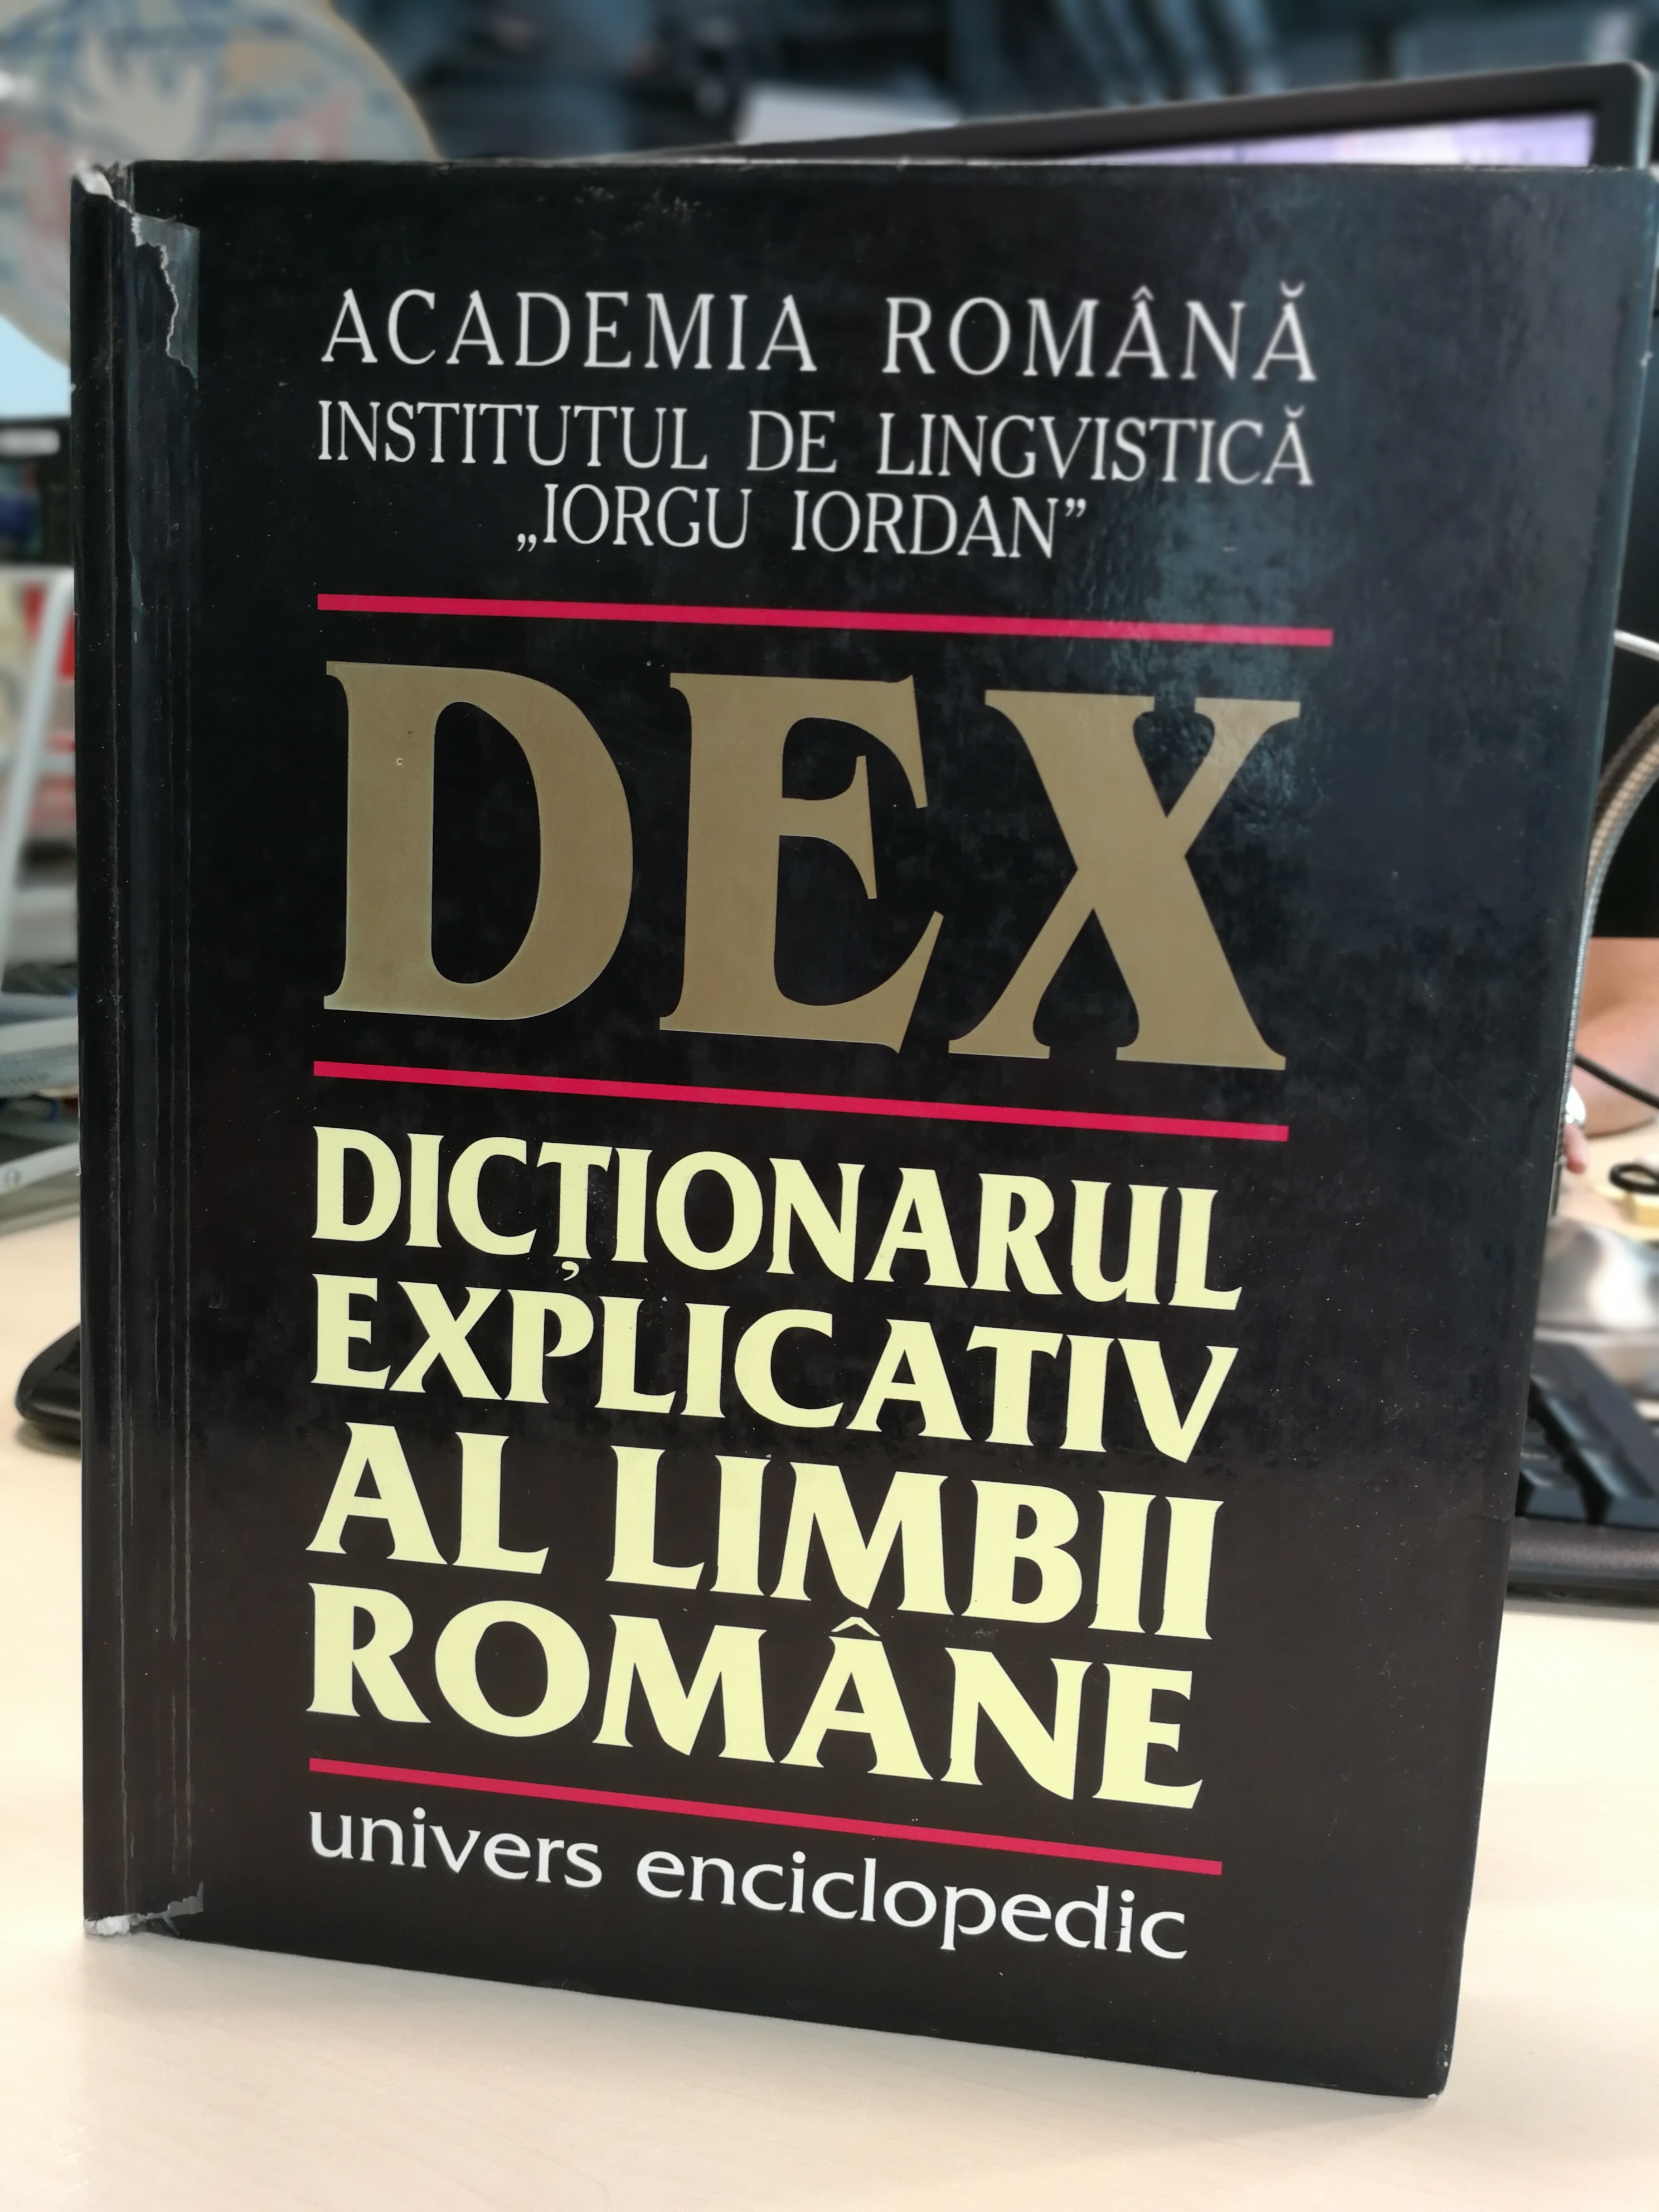 ACADEMIA ROMÂNĂ
INSTITUTUL DE LINGVISTICĂ
„IORGU IORDAN”
DEX
DICȚIONARUL
EXPLICATIV
AL LIMBII
ROMÂNE
univers enciclopedic